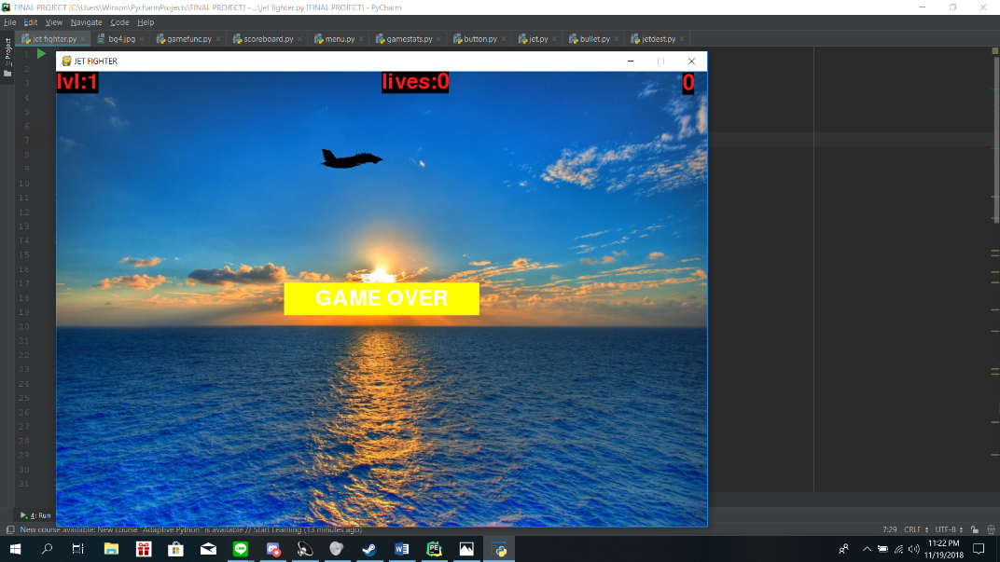 FINAL PROJECT [C:\Users\Winson\PycharmProjects\FINAL PROJECT] - ...\jet fighter.py [FINAL PROJECT] - PyCharm
File Edit View Navigate Code Help
jet fighter.py bg4.jpg gamefunc.py scoreboard.py menu.py gamestats.py button.py jet.py bullet.py jetdest.py
Project
JET FIGHTER
lvl:1 lives:0 0
GAME OVER
1
2
3
4
5
6
7
8
9
10
11
12
13
14
15
16
17
18
19
20
21
22
23
24
25
26
27
28
29
30
31
4: Run
New course available: New course "Adaptive Python" is available // Start Learning (13 minutes ago)
7:29 CRLF UTF-8
11:22 PM
11/19/2018